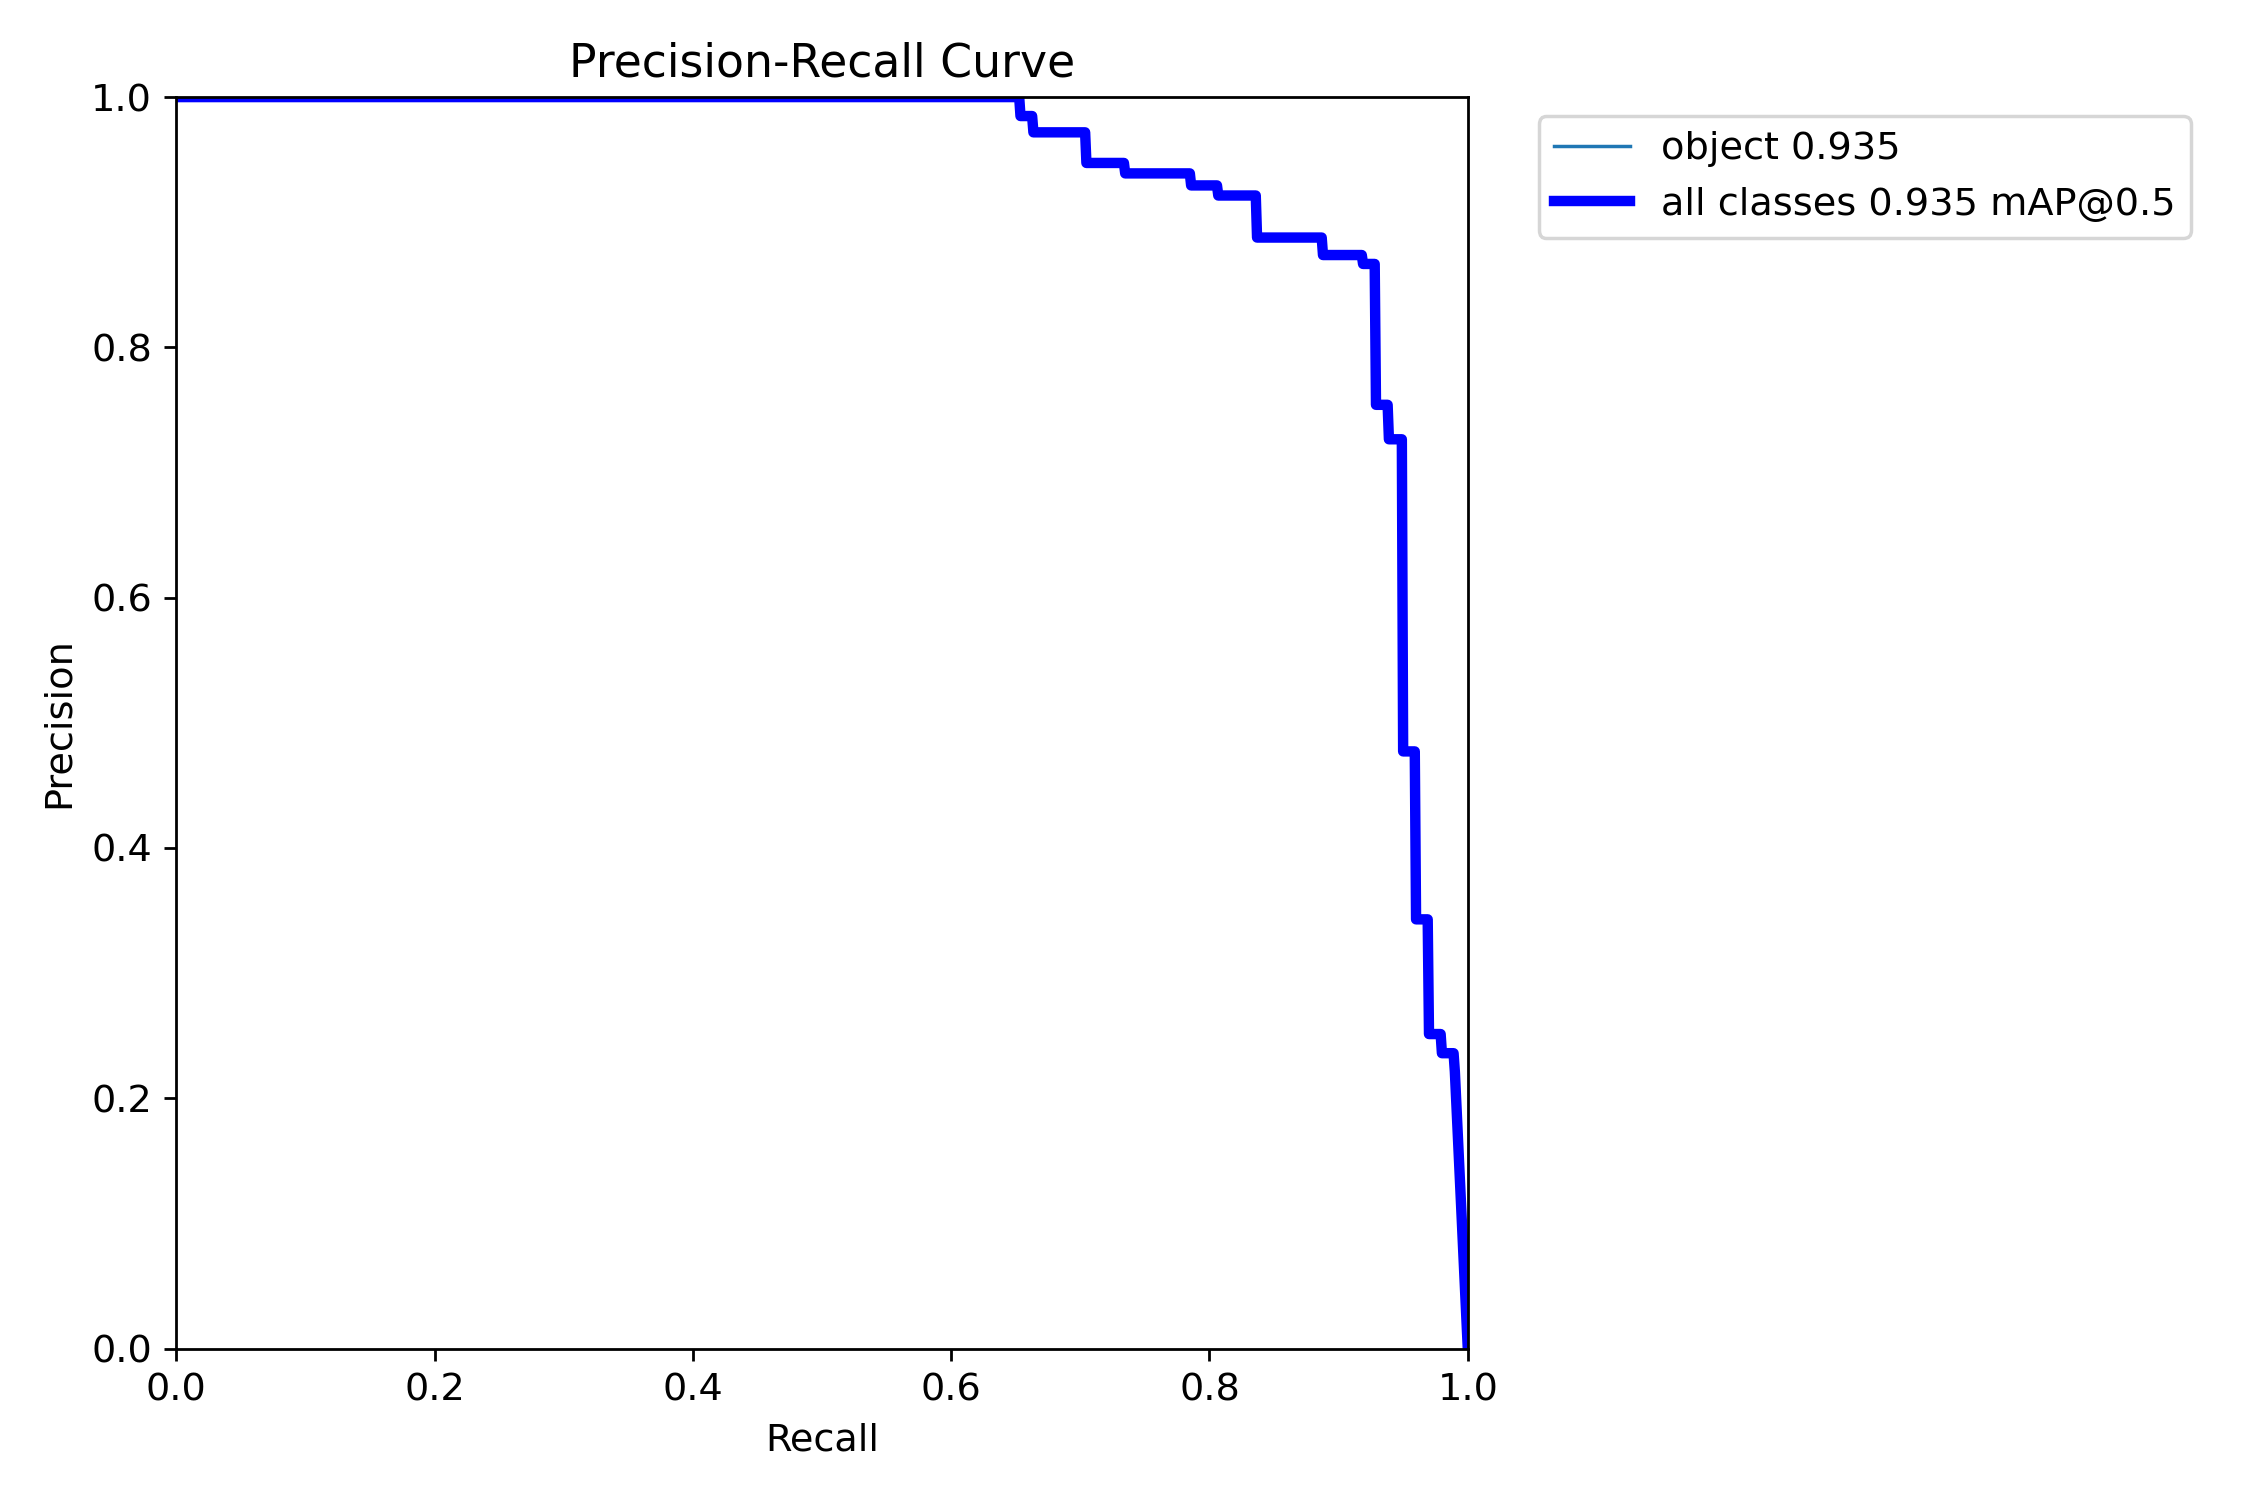 Precision-Recall Curve
1.0
0.8
0.6
0.4
0.2
0.0
Precision
0.0 0.2 0.4 0.6 0.8 1.0
Recall
object 0.935
all classes 0.935 mAP@0.5